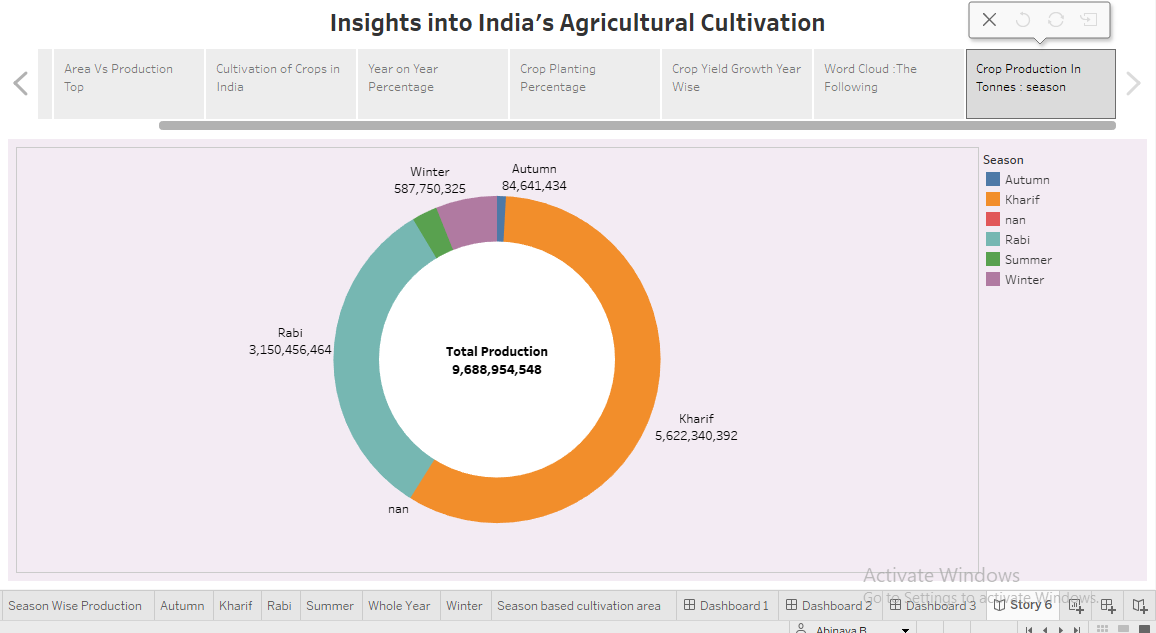 Insights into India’s Agricultural Cultivation
Area Vs Production
Top
Cultivation of Crops in
India
Year on Year
Percentage
Crop Planting
Percentage
Crop Yield Growth Year
Wise
Word Cloud :The
Following
Crop Production In
Tonnes : season
Season
Autumn
Kharif
nan
Rabi
Summer
Winter
Winter
587,750,325
Autumn
84,641,434
Rabi
3,150,456,464
Total Production
9,688,954,548
Kharif
5,622,340,392
nan
Activate Windows
Go to Settings to activate Windows.
Season Wise Production
Autumn
Kharif
Rabi
Summer
Whole Year
Winter
Season based cultivation area
Dashboard 1
Dashboard 2
Dashboard 3
Story 6
Abinaya B